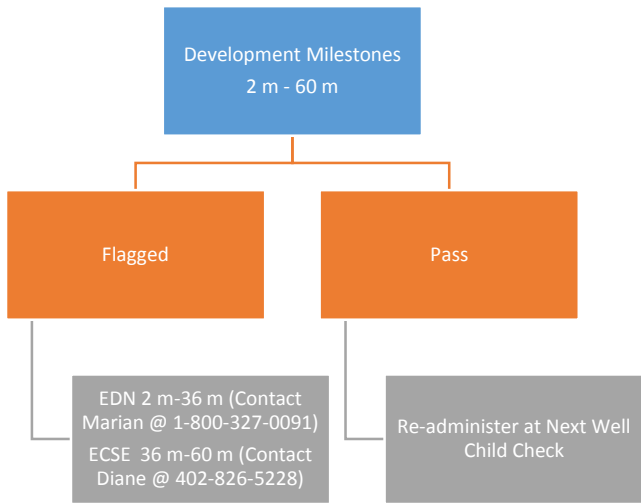 Development Milestones
2 m - 60 m
Flagged
Pass
EDN 2 m-36 m (Contact
Marian @ 1-800-327-0091)
ECSE  36 m-60 m (Contact
Diane @ 402-826-5228)
Re-administer at Next Well
Child Check